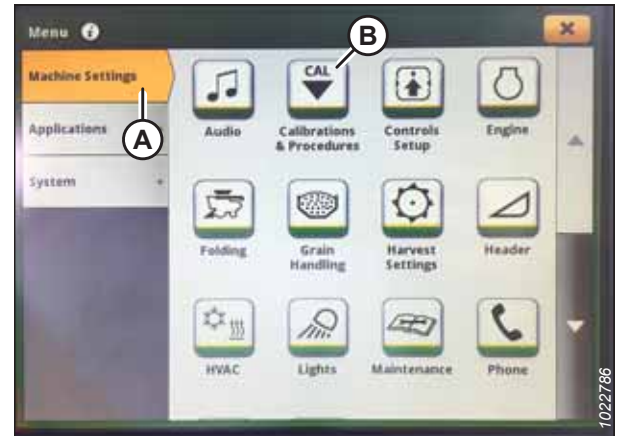 Menu i
B
Machine Settings
CAL
A
Applications
Audio
Calibrations
& Procedures
Controls
Setup
Engine
System
Folding
Grain
Handling
Harvest
Settings
Header
HVAC
Lights
Maintenance
Phone
1022786